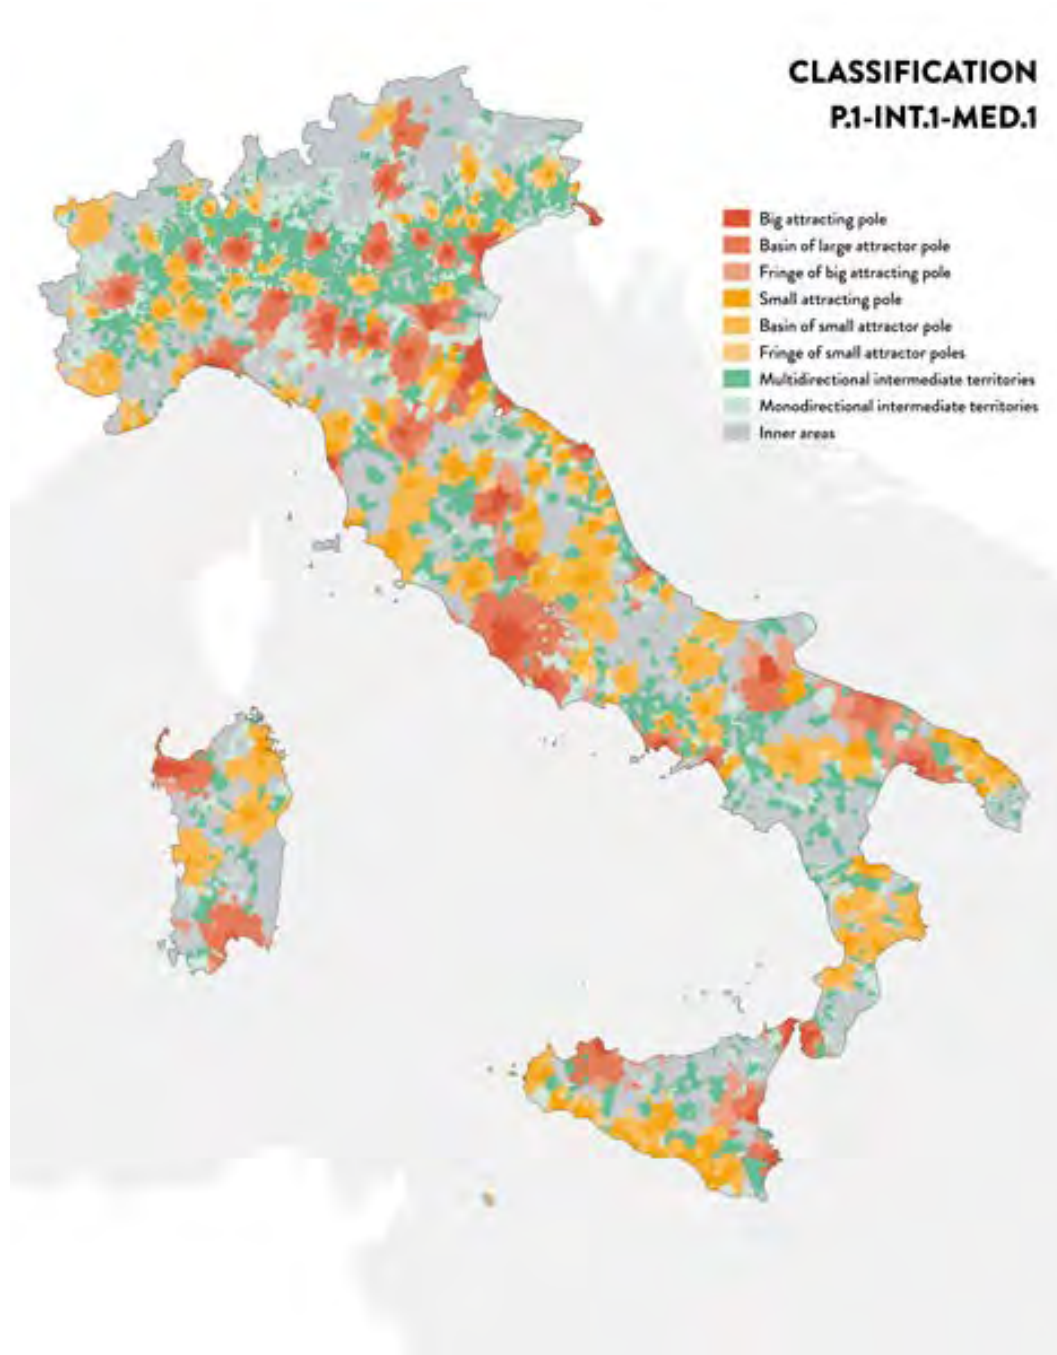 CLASSIFICATION
P.1-INT.1-MED.1
Big attracting pole
Basin of large attractor pole
Fringe of big attracting pole
Small attracting pole
Basin of small attractor pole
Fringe of small attractor poles
Multidirectional intermediate territories
Monodirectional intermediate territories
Inner areas